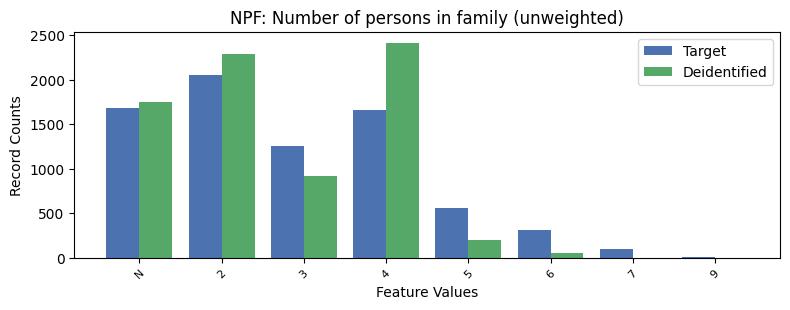 NPF: Number of persons in family (unweighted)
Target
Deidentified
Record Counts
2500
2000
1500
1000
500
0
N 2 3 4 5 6 7 9
Feature Values